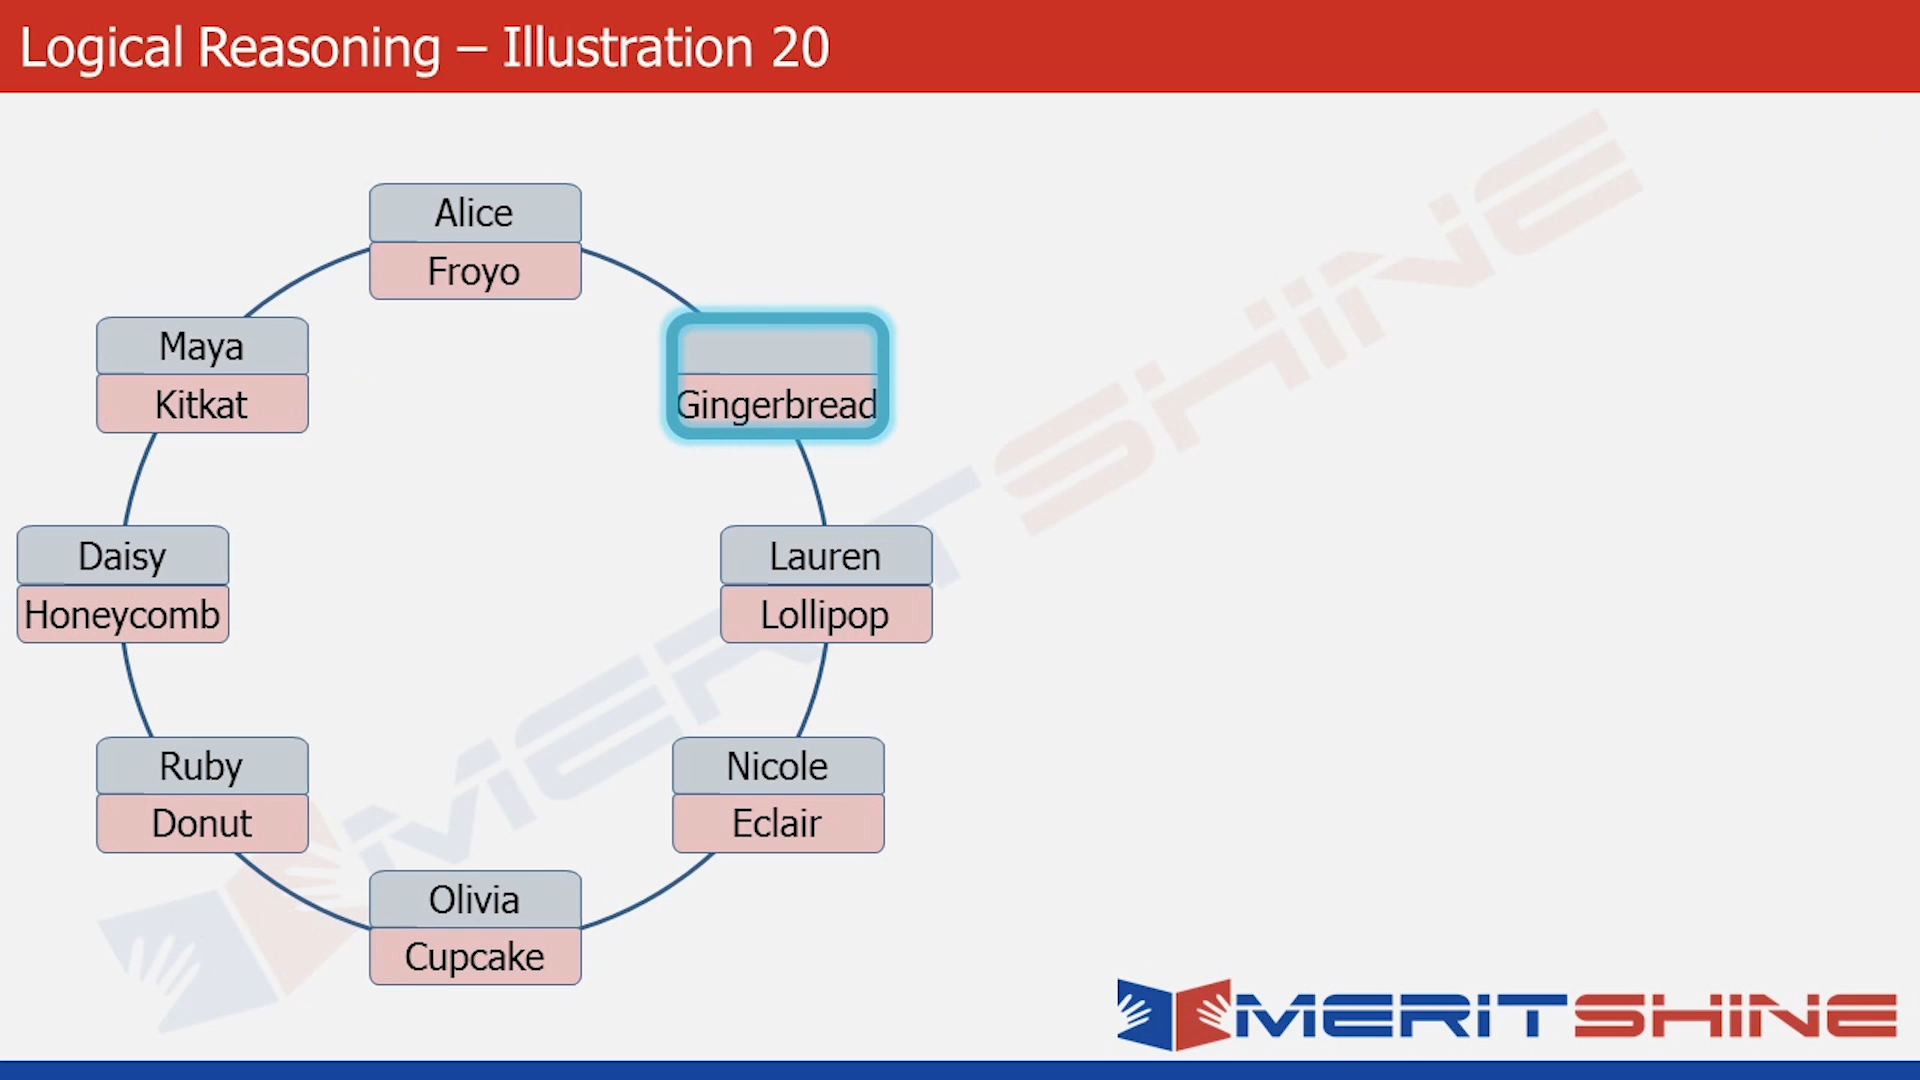 Logical Reasoning – Illustration 20
Alice
Froyo
Maya
Kitkat
Gingerbread
Daisy
Honeycomb
Lauren
Lollipop
Ruby
Donut
Nicole
Eclair
Olivia
Cupcake
MERITSHINE
MERITSHINE